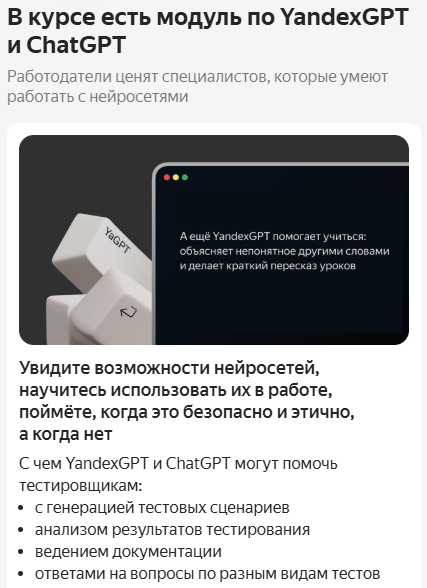 В курсе есть модуль по YandexGPT
и ChatGPT
Работодатели ценят специалистов, которые умеют
работать с нейросетями
YaGPT
А ещё YandexGPT помогает учиться:
объясняет непонятное другими словами
и делает краткий пересказ уроков
Увидите возможности нейросетей,
научитесь использовать их в работе,
поймёте, когда это безопасно и этично,
а когда нет
С чем YandexGPT и ChatGPT могут помочь
тестировщикам:
• с генерацией тестовых сценариев
• анализом результатов тестирования
• ведением документации
• ответами на вопросы по разным видам тестов